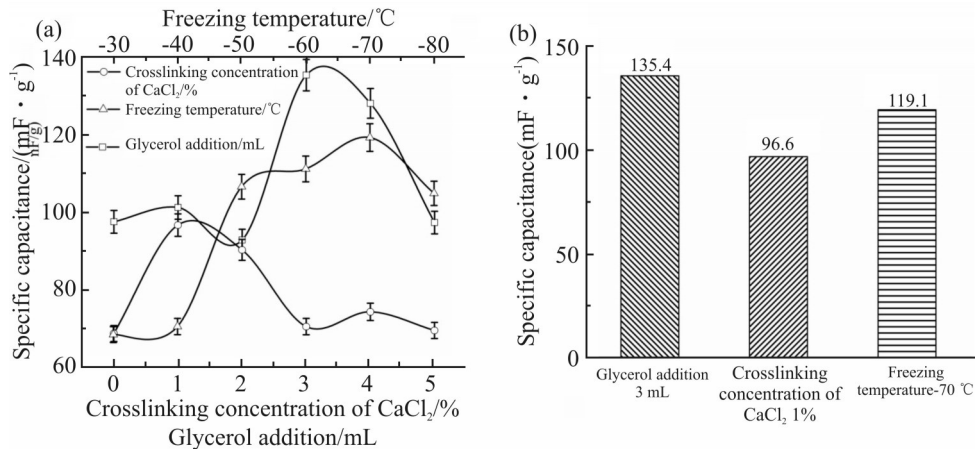 (a)
Freezing temperature/℃
-30 -40 -50 -60 -70 -80
Specific capacitance/(mF·g⁻¹)
nF/g)
140
120
100
80
60
Crosslinking concentration
of CaCl₂/%
Freezing temperature/℃
Glycerol addition/mL
0 1 2 3 4 5
Crosslinking concentration of CaCl₂/%
Glycerol addition/mL
(b)
Specific capacitance(mF·g⁻¹)
150
100
50
0
135.4
96.6
119.1
Glycerol addition
3 mL
Crosslinking
concentration of
CaCl₂ 1%
Freezing
temperature-70 ℃